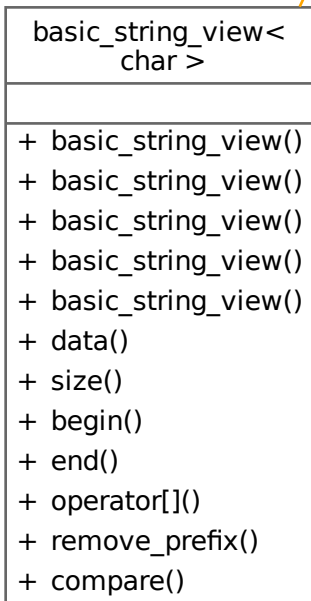 basic_string_view<
char >
+ basic_string_view()
+ basic_string_view()
+ basic_string_view()
+ basic_string_view()
+ basic_string_view()
+ data()
+ size()
+ begin()
+ end()
+ operator[]()
+ remove_prefix()
+ compare()